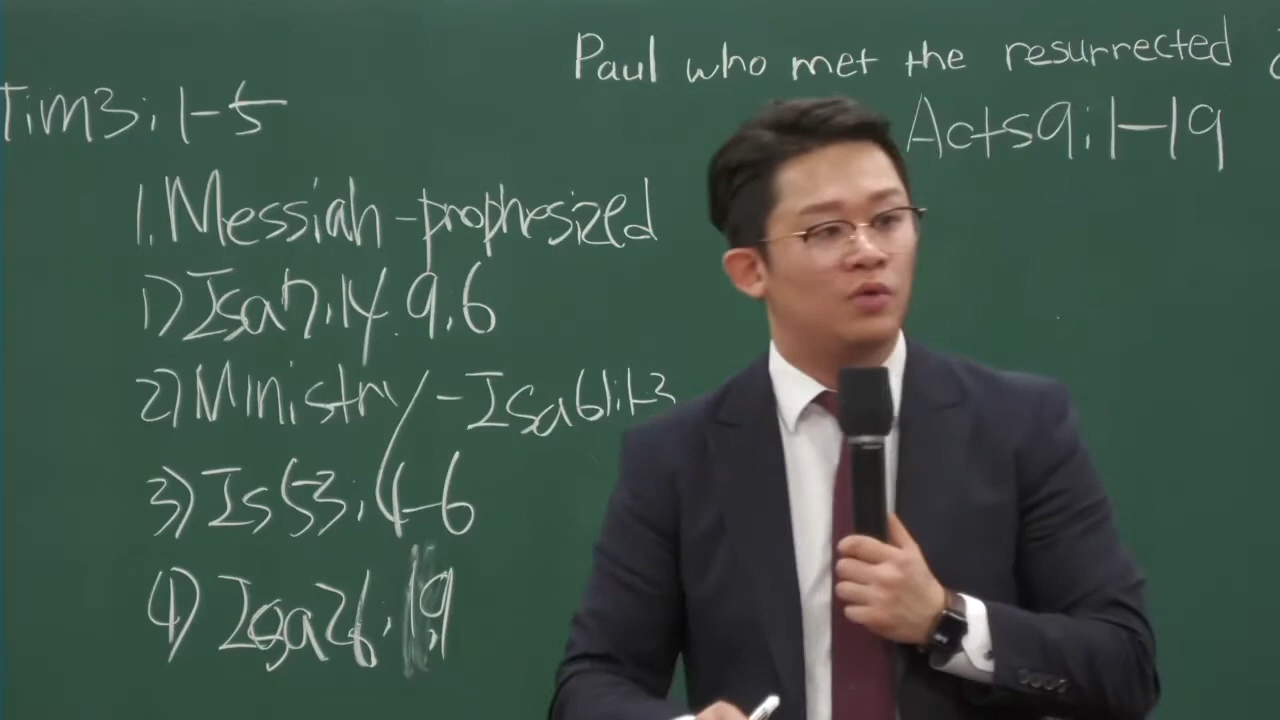 Paul who met the resurrected
Tim3:1-5
Acts9:1-19
1. Messiah - prophesized
1) Isa7:14. 9:6
2) Ministry - Isa61:1-3
3) Is53:4-6
4) Isa26:19